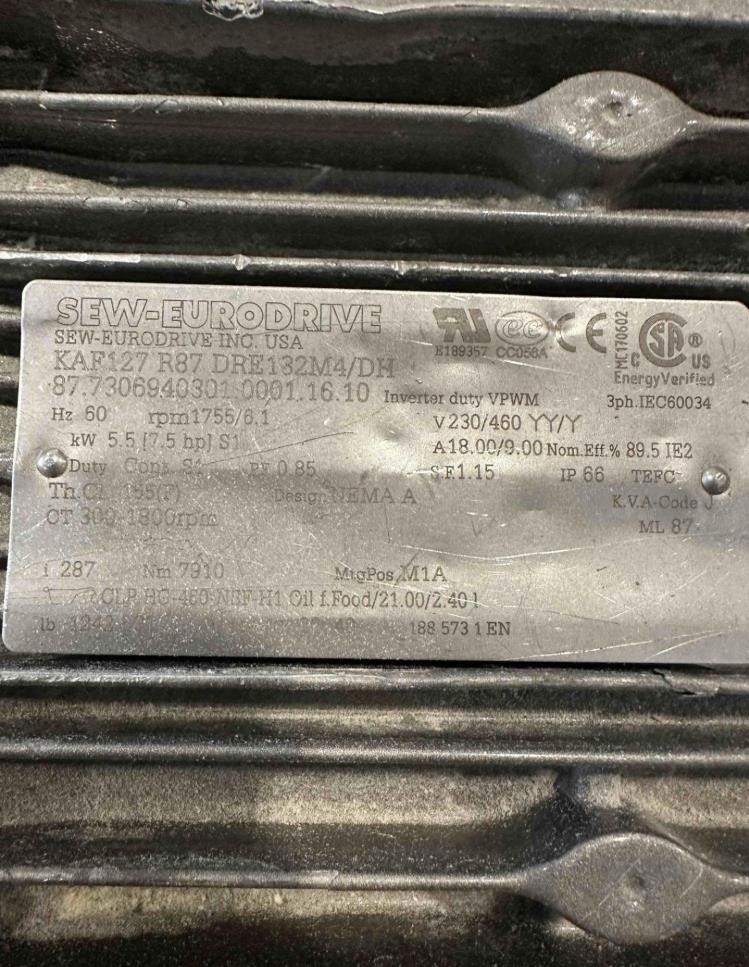 SEW-EURODRIVE
SEW-EURODRIVE INC. USA
KAF127 R87 DRE132M4/DH
87.7306940301.0001.16.10
Inverter duty VPWM
3ph.IEC60034
E189357
CC056A
MC170602
C US
EnergyVerified
Hz 60 rpm 1755/6.1 V 230/460 YY/Y
kW 5.5 [7.5 hp] S1 A 18.00/9.00 Nom.Eff.% 89.5 IE2
Duty Cont. 0.85 S.F.1.15 IP 66 TEFC
Th.Cl. 155(F) Design NEMA A K.V.A-Code J
CT 300-1800rpm ML 87
i 287 Nm 7910 MtgPos. M1A
CLP HC-460-NSF-H1 Oil f.Food/21.00/2.40 l
lb 188 573 1 EN